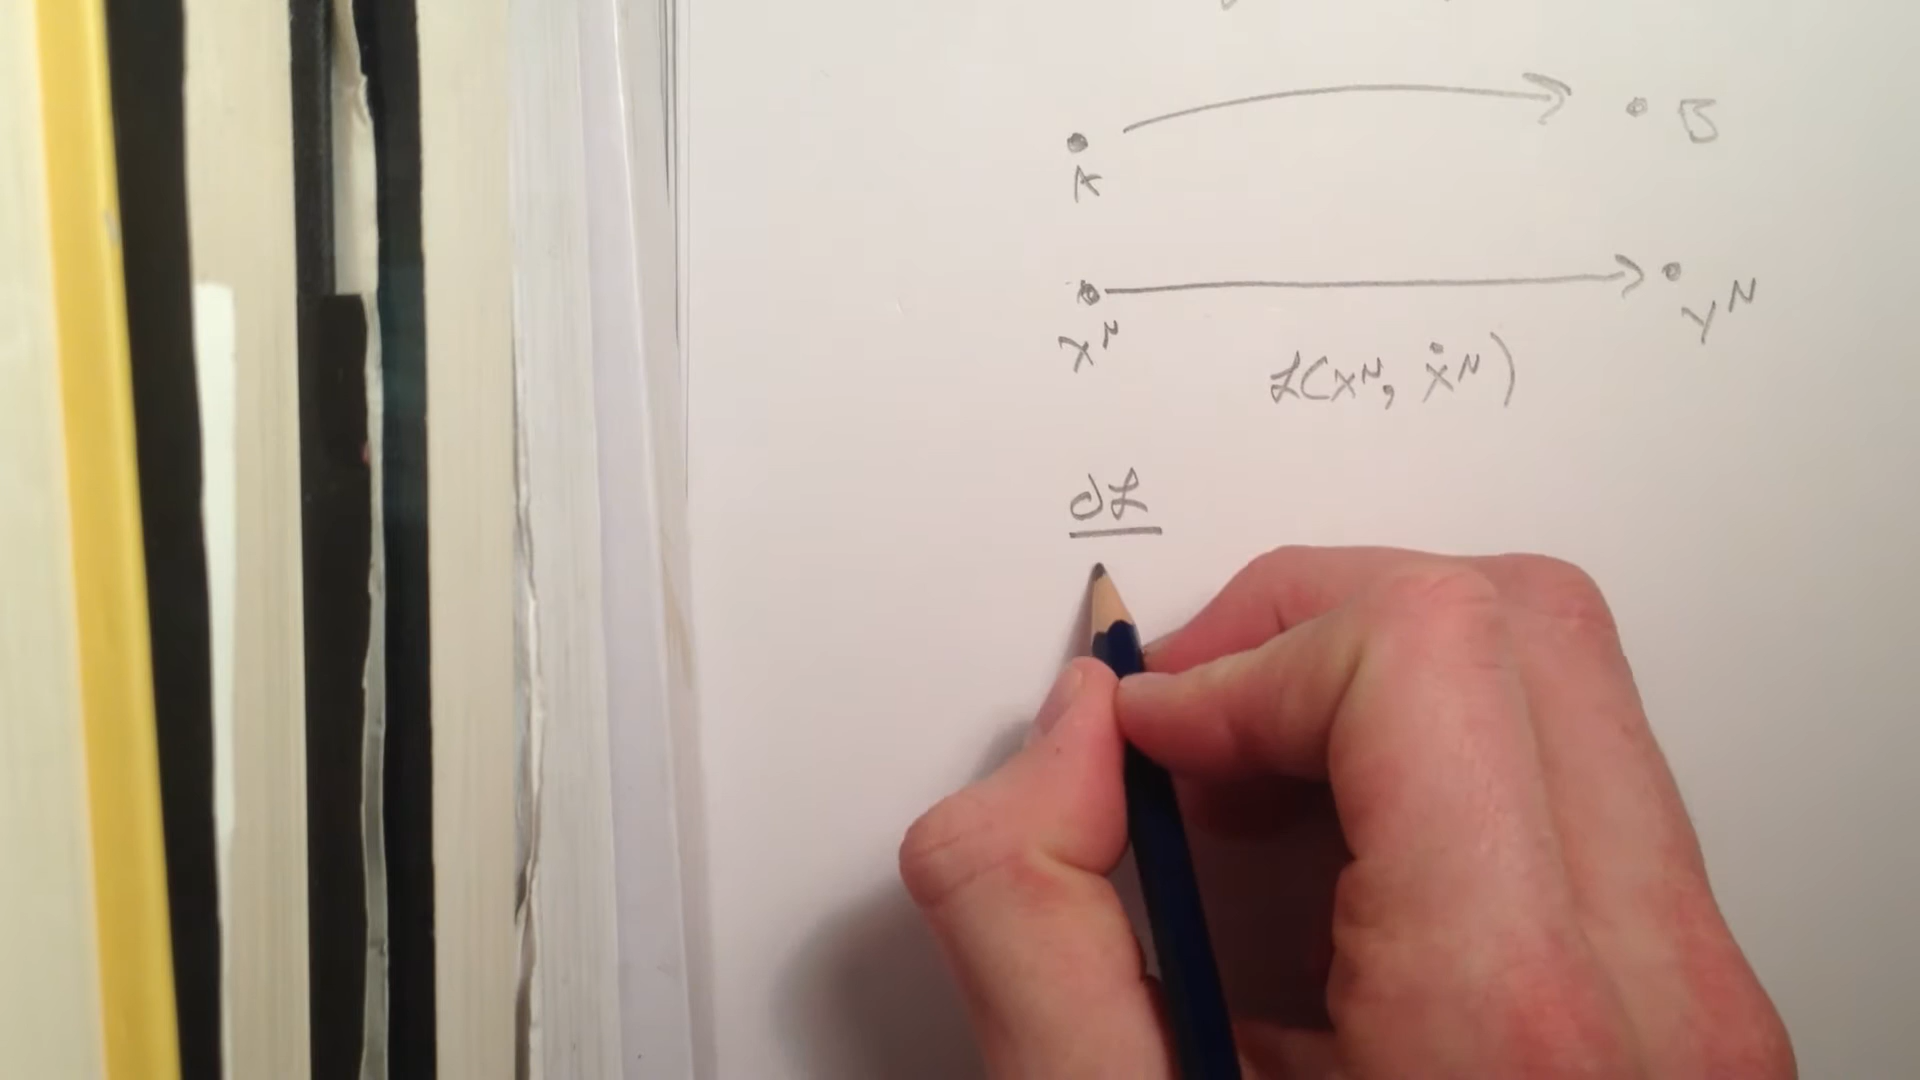 A
B
x^N
y^N
ℒ(x^N, ẋ^N)
∂ℒ